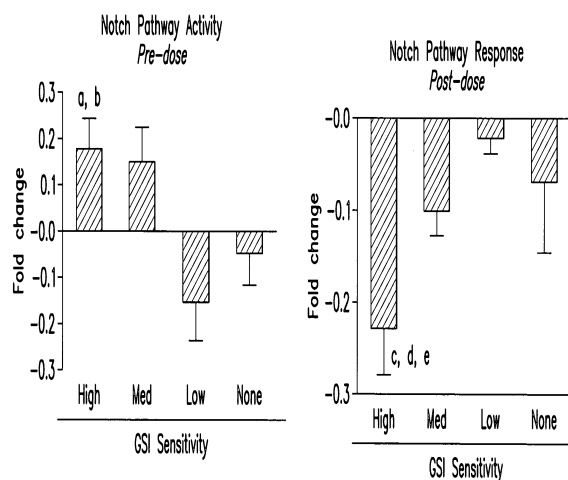 Notch Pathway Activity
Pre-dose
Fold change
0.3
0.2
0.1
-0.0
-0.1
-0.2
-0.3
a, b
High Med Low None
GSI Sensitivity
Notch Pathway Response
Post-dose
Fold change
-0.0
-0.1
-0.2
-0.3
c, d, e
High Med Low None
GSI Sensitivity